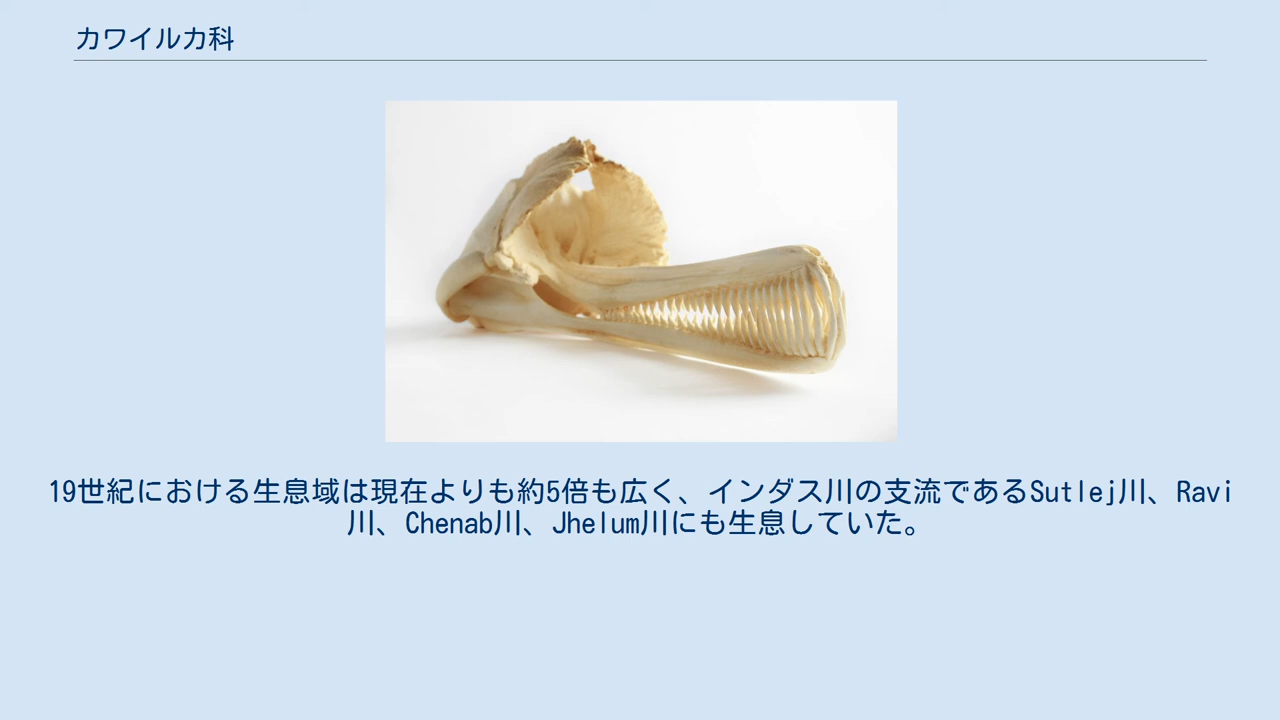 カワイルカ科
19世紀における生息域は現在よりも約5倍も広く、インダス川の支流であるSutlej川、Ravi
川、Chenab川、Jhelum川にも生息していた。